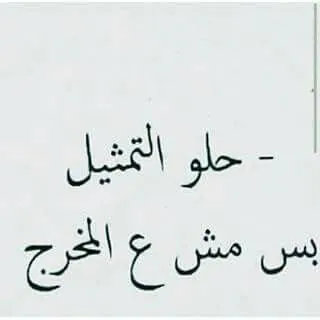 - حلو التمثيل
بس مش ع المخرج